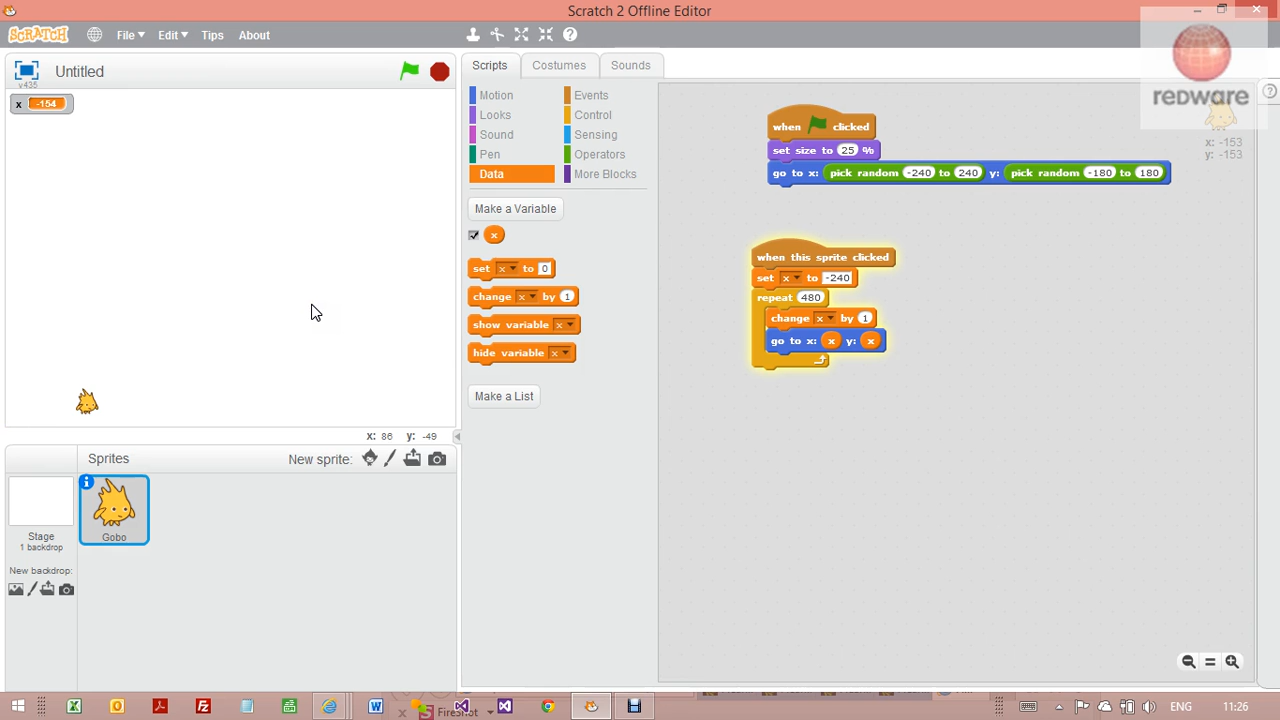 Scratch 2 Offline Editor
SCRATCH File Edit Tips About
redware
Untitled
v435
x -154
Scripts Costumes Sounds
Motion Events
Looks Control
Sound Sensing
Pen Operators
Data More Blocks
Make a Variable
x
set x to 0
change x by 1
show variable x
hide variable x
Make a List
when clicked
set size to 25 %
go to x: pick random -240 to 240 y: pick random -180 to 180
when this sprite clicked
set x to -240
repeat 480
change x by 1
go to x: x y: x
x: -153
y: -153
x: 86 y: -49
Sprites New sprite:
Stage
1 backdrop
Gobo
New backdrop:
FireShot
ENG 11:26